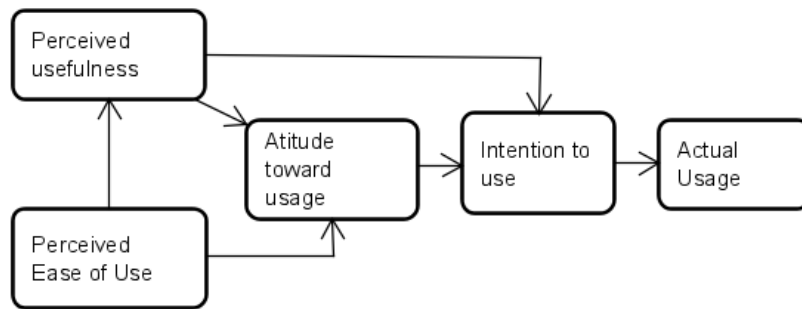 Perceived
usefulness
Atitude
toward
usage
Intention to
use
Actual
Usage
Perceived
Ease of Use